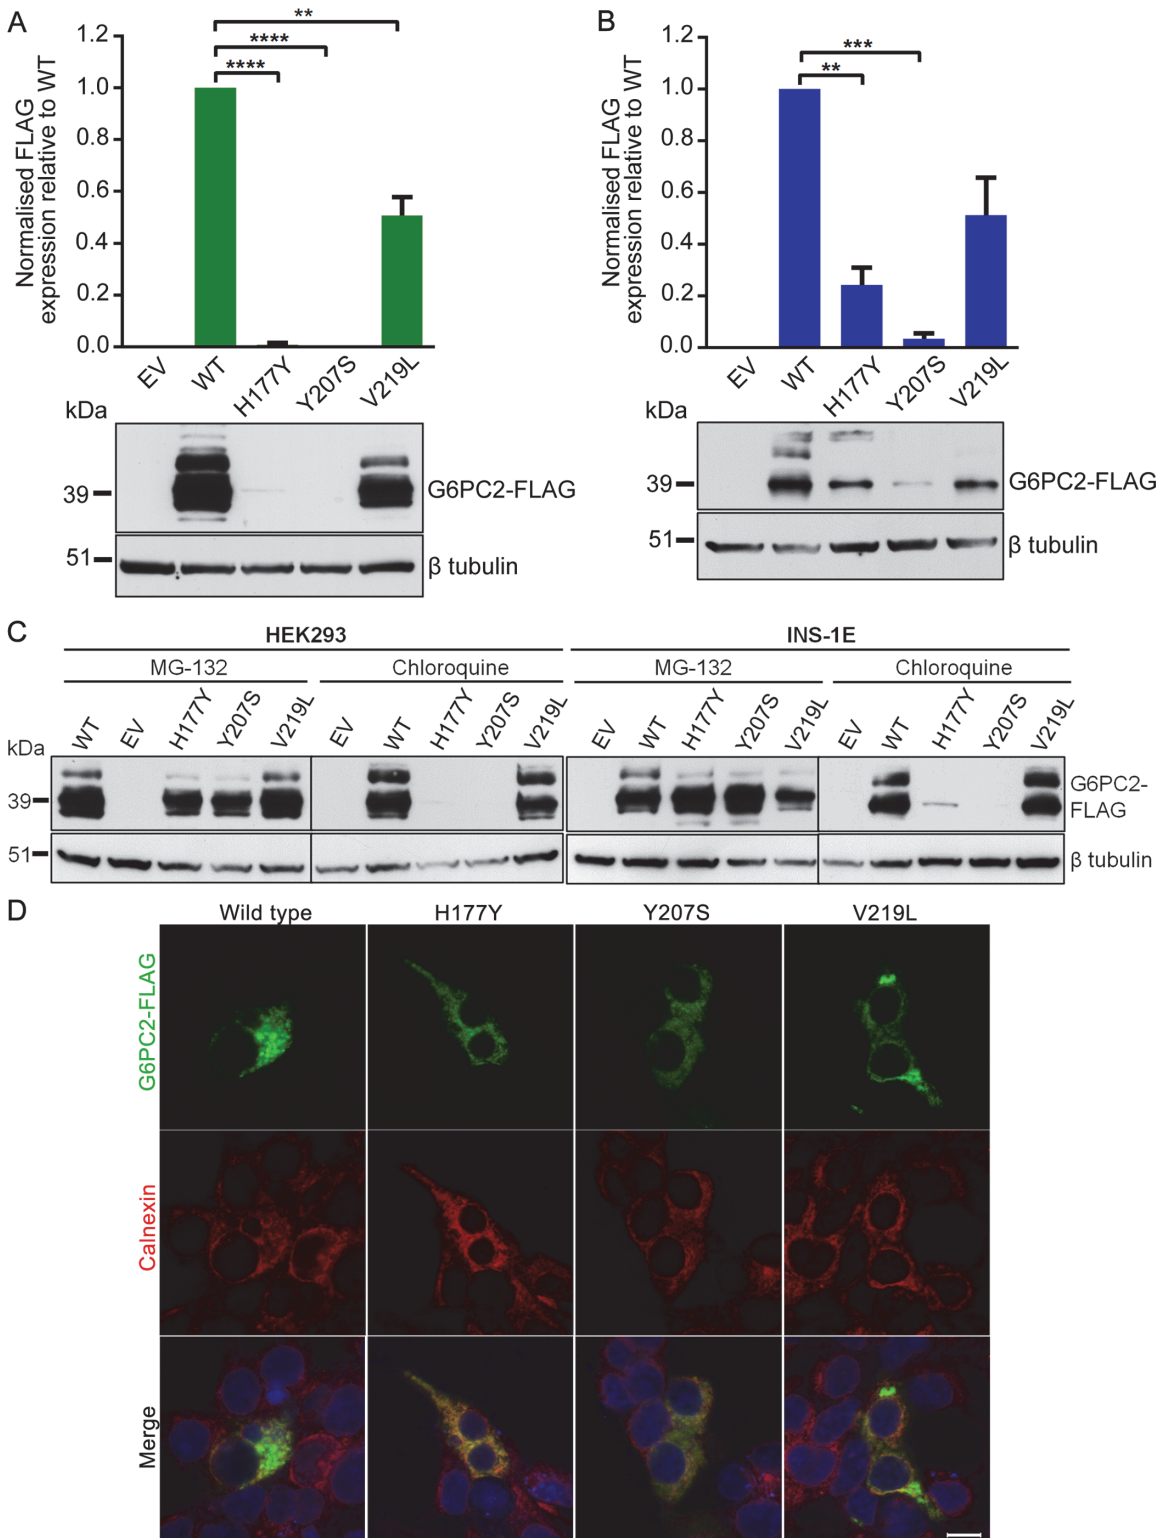 A
**
****
****
Normalised FLAG
expression relative to WT
1.2
1.0
0.8
0.6
0.4
0.2
0.0
EV WT H177Y Y207S V219L
kDa
39
G6PC2-FLAG
51
β tubulin
B
***
**
Normalised FLAG
expression relative to WT
1.2
1.0
0.8
0.6
0.4
0.2
0.0
EV WT H177Y Y207S V219L
kDa
39
G6PC2-FLAG
51
β tubulin
C
HEK293 INS-1E
MG-132 Chloroquine MG-132 Chloroquine
WT EV H177Y Y207S V219L EV WT H177Y Y207S V219L EV WT H177Y Y207S V219L EV WT H177Y Y207S V219L
kDa
39
G6PC2-
FLAG
51
β tubulin
D
Wild type H177Y Y207S V219L
G6PC2-FLAG
Calnexin
Merge